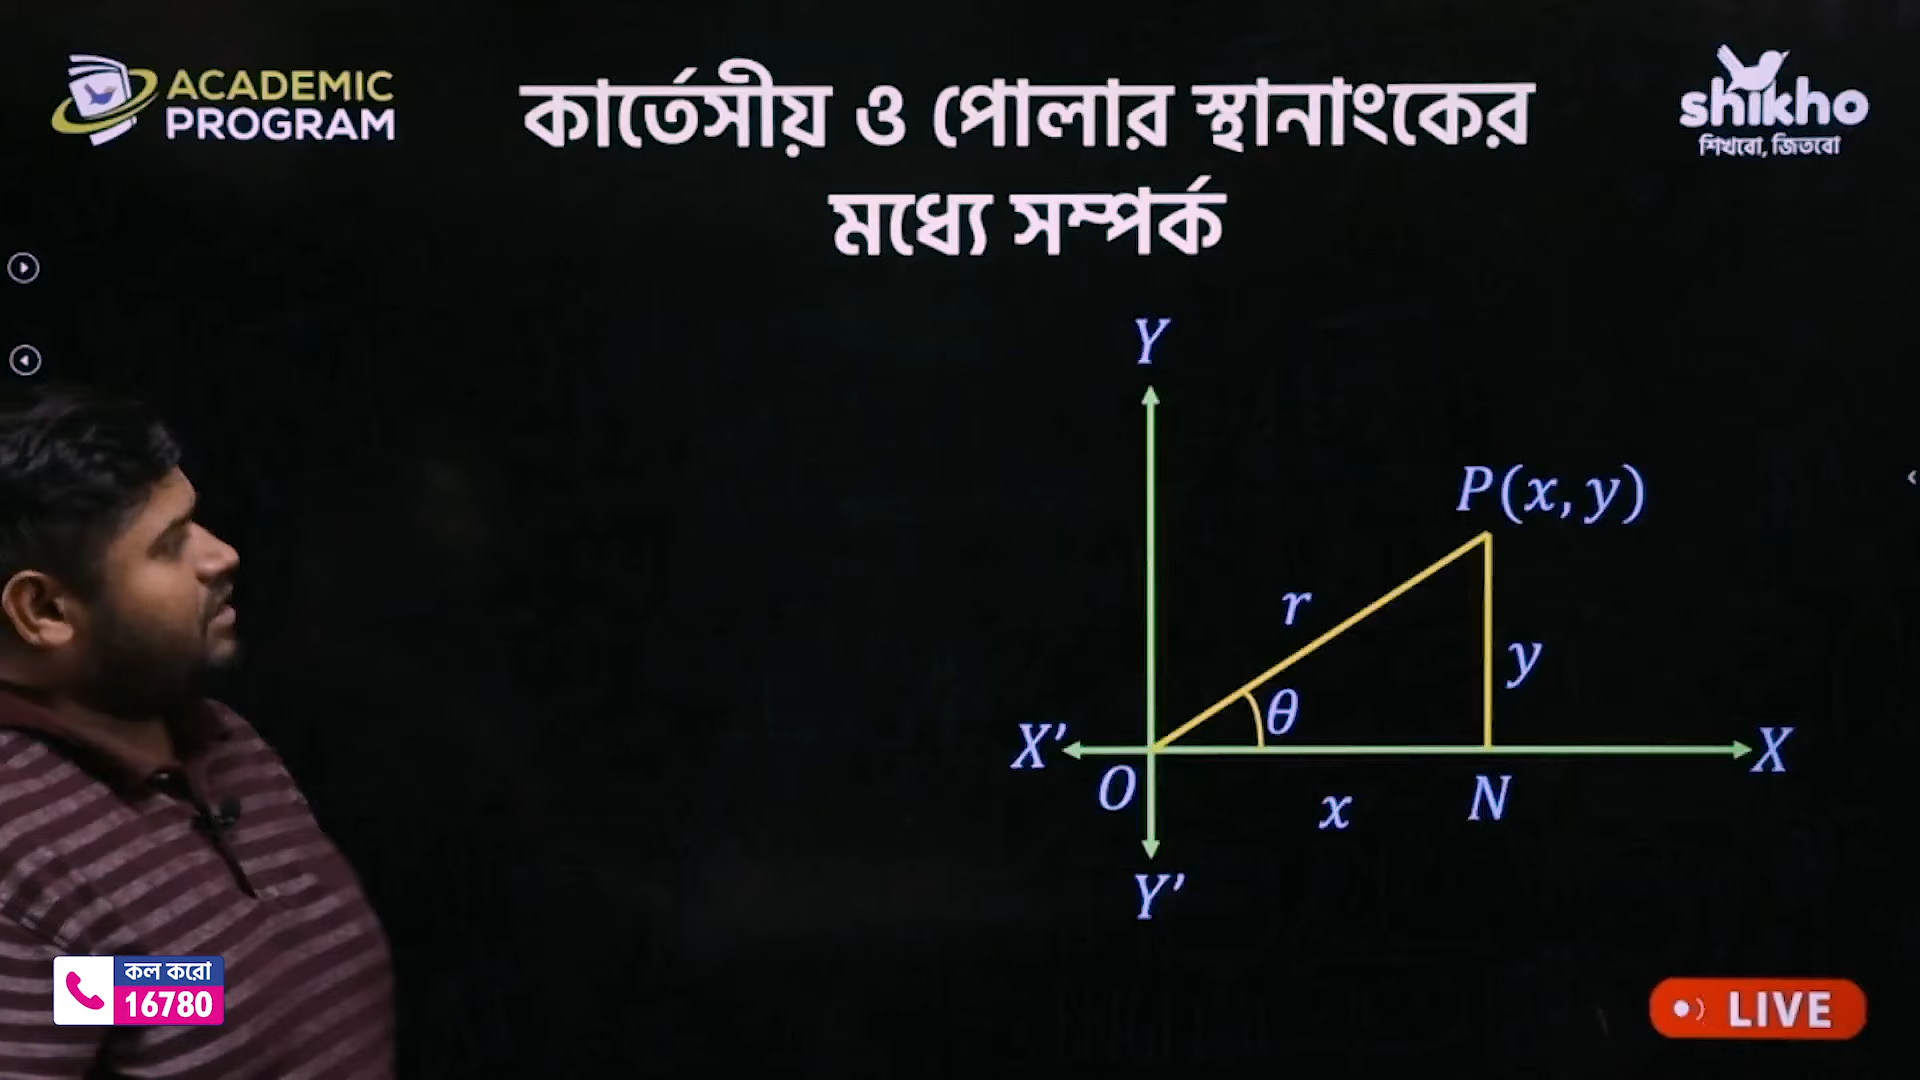 ACADEMIC
PROGRAM
কার্তেসীয় ও পোলার স্থানাংকের
মধ্যে সম্পর্ক
shikho
শিখবো, জিতবো
Y
P(x, y)
r
y
θ
X'
X
O
x
N
Y'
কল করো
16780
LIVE